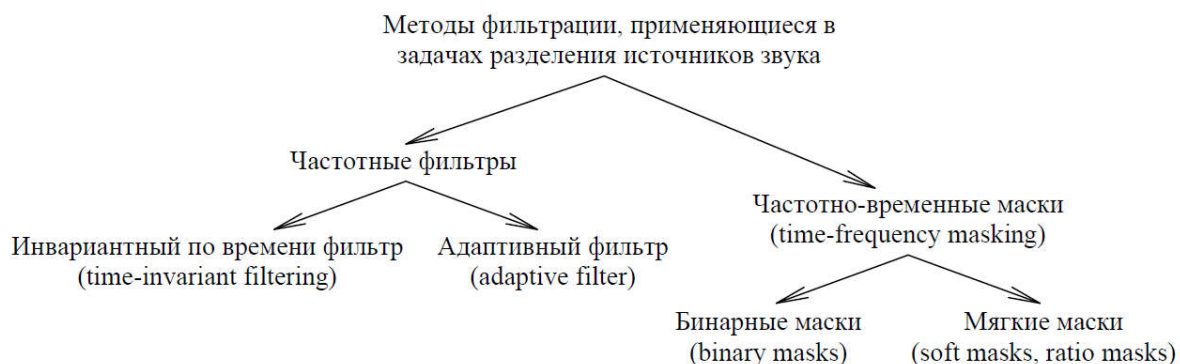 Методы фильтрации, применяющиеся в
задачах разделения источников звука
Частотные фильтры
Частотно-временные маски
(time-frequency masking)
Инвариантный по времени фильтр
(time-invariant filtering)
Адаптивный фильтр
(adaptive filter)
Бинарные маски
(binary masks)
Мягкие маски
(soft masks, ratio masks)